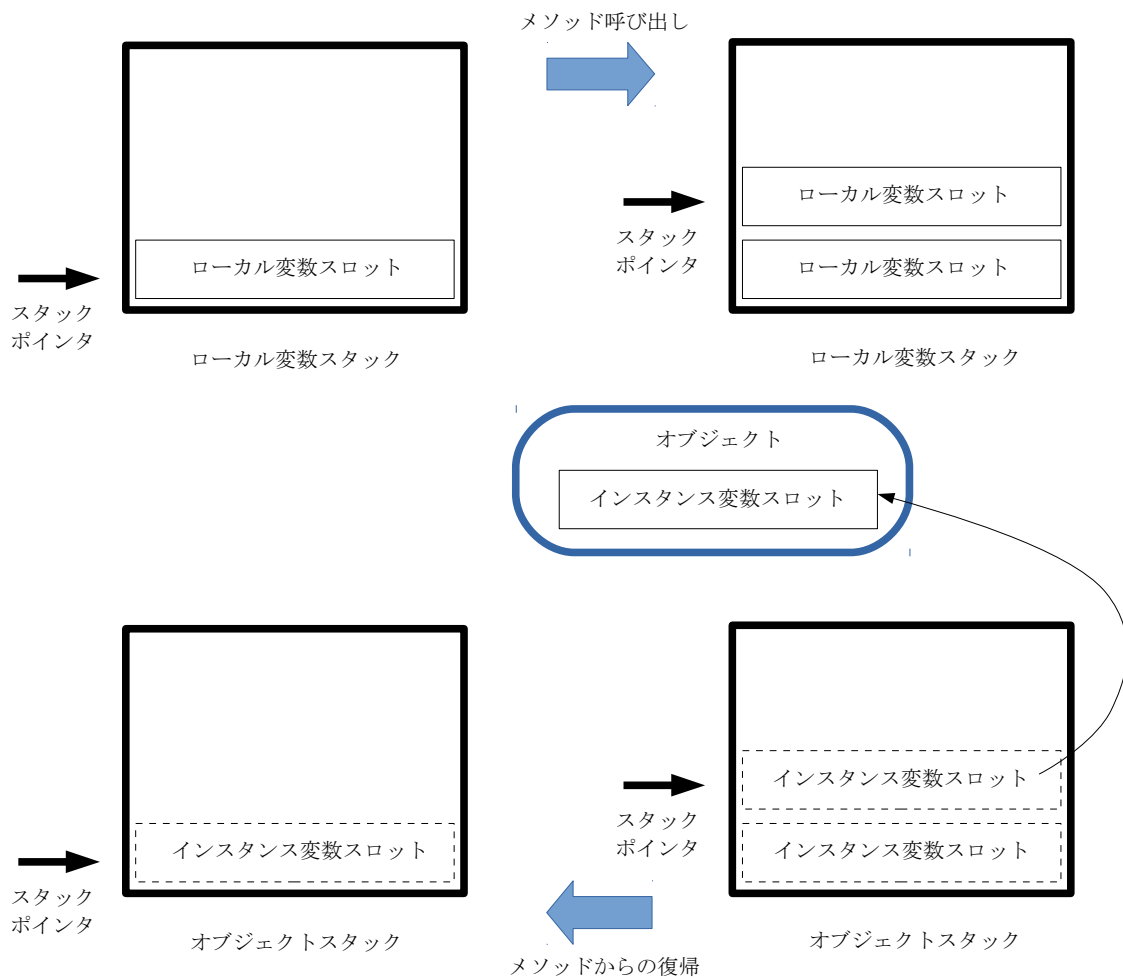 メソッド呼び出し
ローカル変数スロット
スタック
ポインタ
ローカル変数スタック
ローカル変数スロット
スタック
ポインタ
ローカル変数スロット
ローカル変数スタック
オブジェクト
インスタンス変数スロット
インスタンス変数スロット
スタック
ポインタ
オブジェクトスタック
インスタンス変数スロット
スタック
ポインタ
インスタンス変数スロット
オブジェクトスタック
メソッドからの復帰